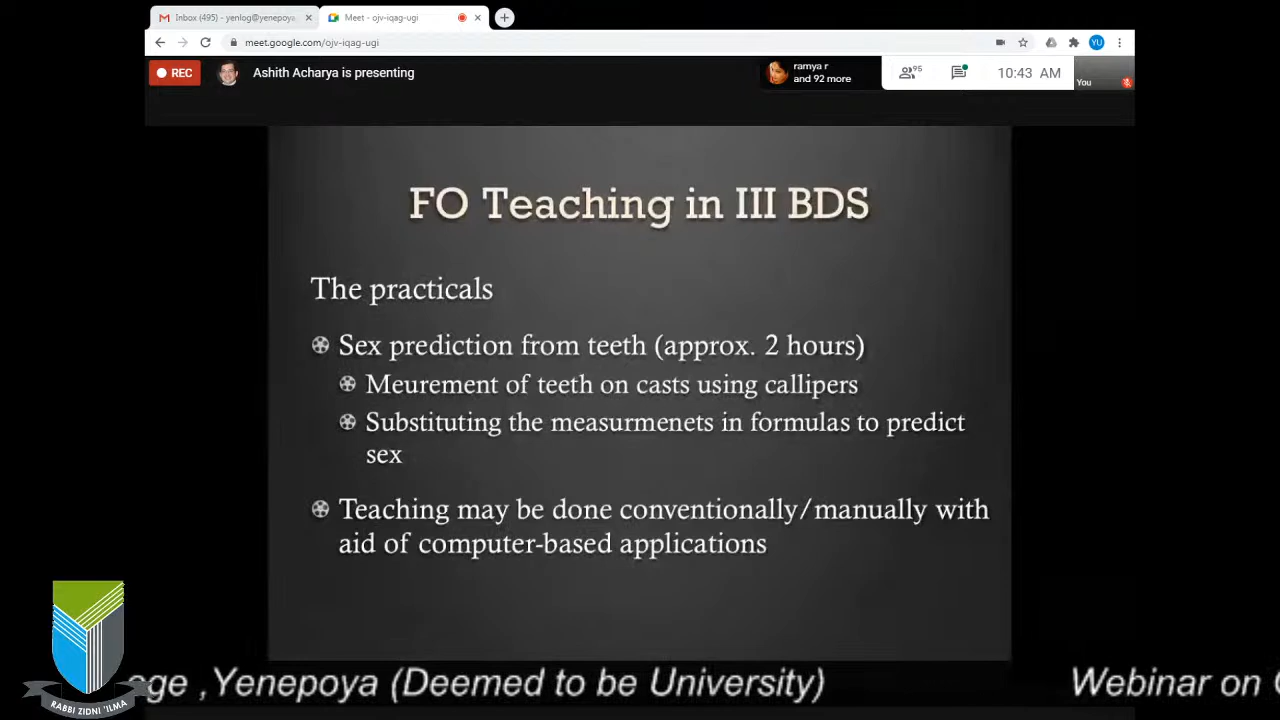 Inbox (495) - yenlog@yenepoya.
Meet - ojv-iqag-ugi
meet.google.com/ojv-iqag-ugi
YU
REC
Ashith Acharya is presenting
ramya r
and 92 more
95
10:43 AM
You
FO Teaching in III BDS
The practicals
Sex prediction from teeth (approx. 2 hours)
Meurement of teeth on casts using callipers
Substituting the measurmenets in formulas to predict
sex
Teaching may be done conventionally/manually with
aid of computer-based applications
ege ,Yenepoya (Deemed to be University)
Webinar on
RABBI ZIDNI 'ILMA